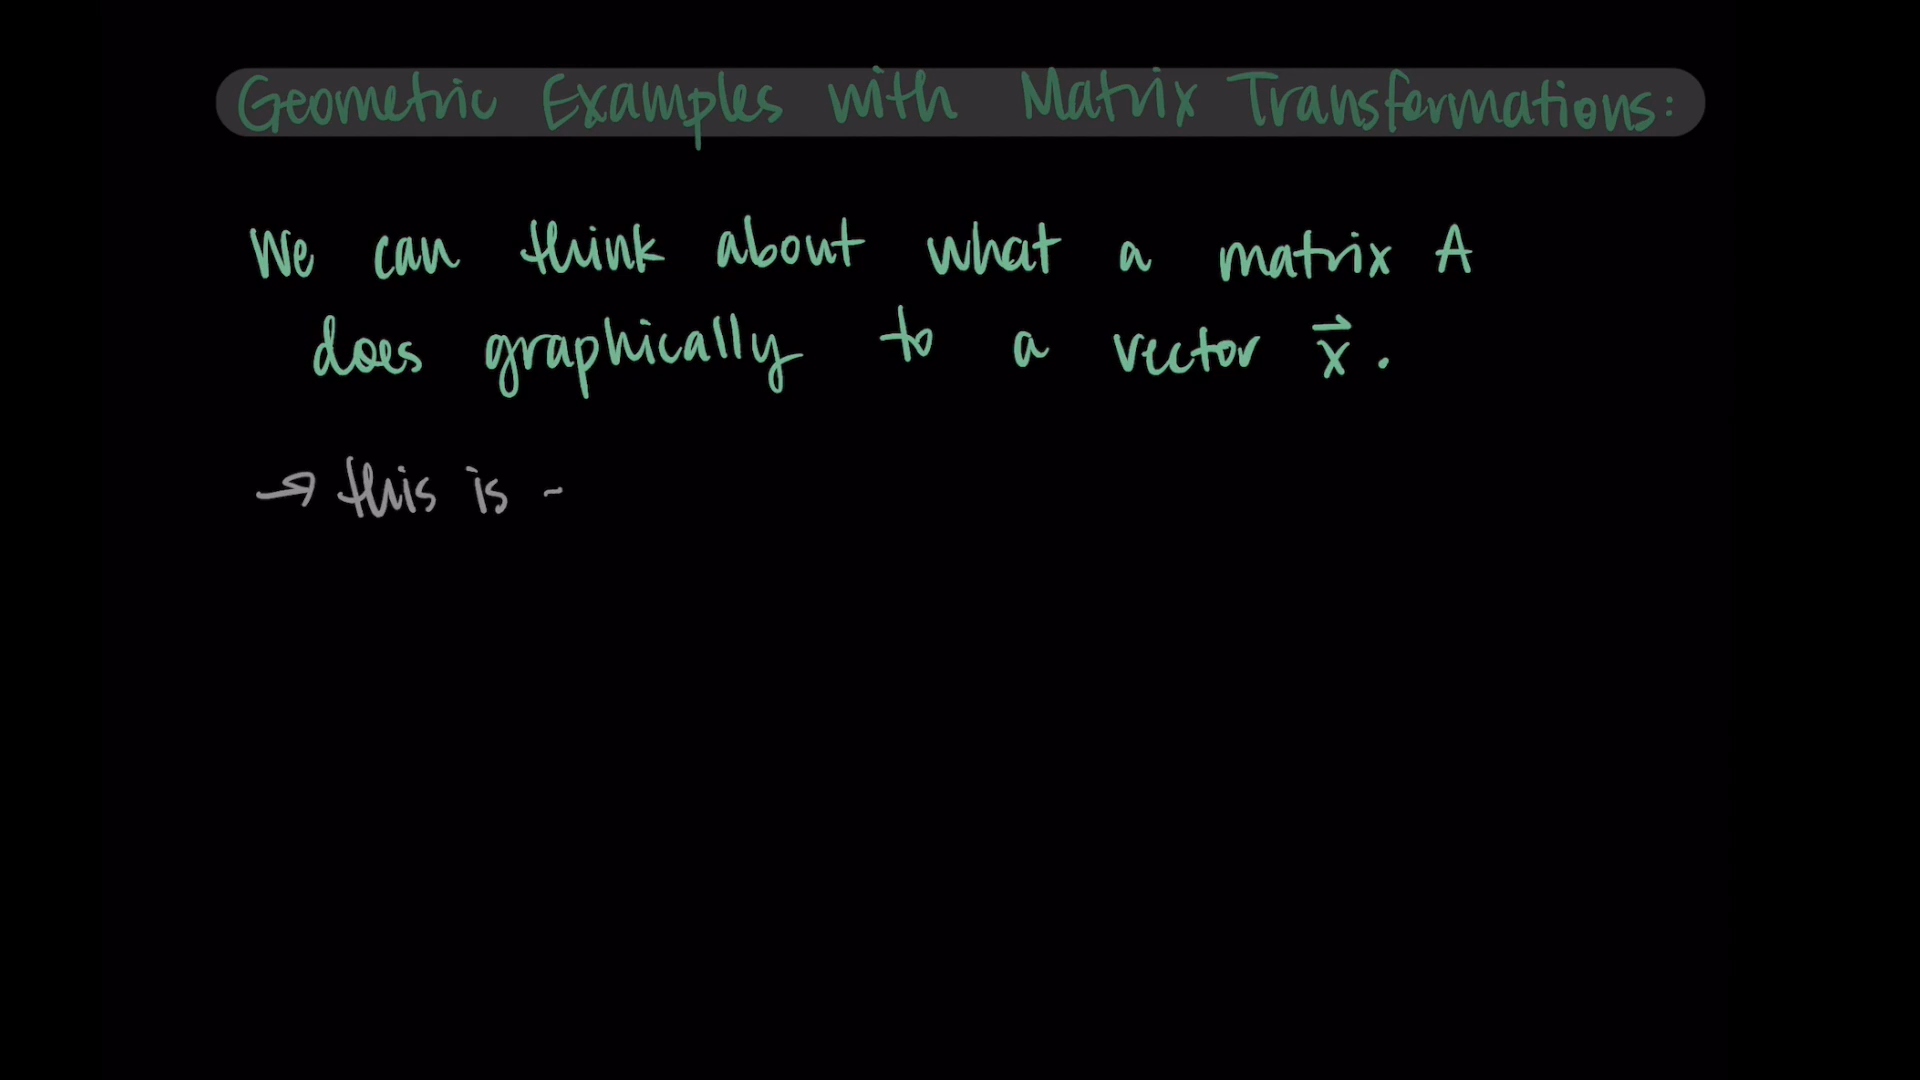 Geometric Examples with Matrix Transformations:
We can think about what a matrix A
does graphically to a vector x⃗.
→ this is -